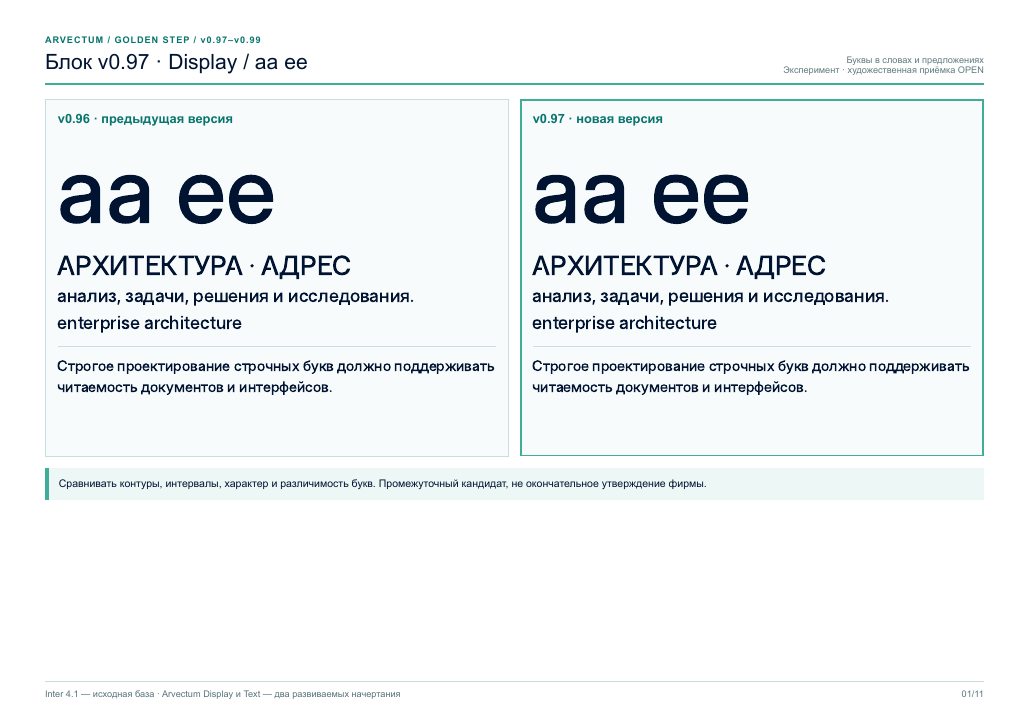 ARVECTUM / GOLDEN STEP / v0.97–v0.99
Блок v0.97 · Display / aa ee
Буквы в словах и предложениях
Эксперимент · художественная приёмка OPEN
v0.96 · предыдущая версия
aa ee
АРХИТЕКТУРА · АДРЕС
анализ, задачи, решения и исследования.
enterprise architecture
Строгое проектирование строчных букв должно поддерживать
читаемость документов и интерфейсов.
v0.97 · новая версия
aa ee
АРХИТЕКТУРА · АДРЕС
анализ, задачи, решения и исследования.
enterprise architecture
Строгое проектирование строчных букв должно поддерживать
читаемость документов и интерфейсов.
Сравнивать контуры, интервалы, характер и различимость букв. Промежуточный кандидат, не окончательное утверждение фирмы.
Inter 4.1 — исходная база · Arvectum Display и Text — два развиваемых начертания
01/11